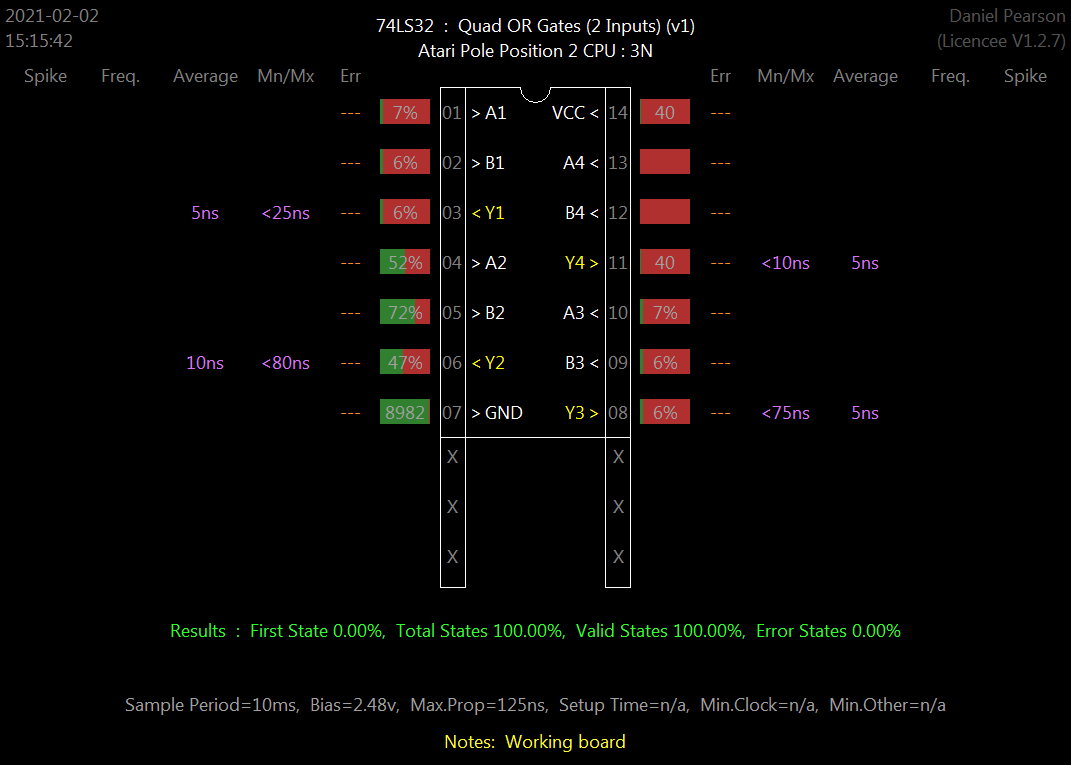 2021-02-02 74LS32 : Quad OR Gates (2 Inputs) (v1) Daniel Pearson
15:15:42 Atari Pole Position 2 CPU : 3N (Licencee V1.2.7)
Spike Freq. Average Mn/Mx Err Err Mn/Mx Average Freq. Spike
--- 7% 01 > A1 VCC < 14 40 ---
--- 6% 02 > B1 A4 < 13 ---
5ns <25ns --- 6% 03 < Y1 B4 < 12 ---
--- 52% 04 > A2 Y4 > 11 40 --- <10ns 5ns
--- 72% 05 > B2 A3 < 10 7% ---
10ns <80ns --- 47% 06 < Y2 B3 < 09 6% ---
--- 8982 07 > GND Y3 > 08 6% --- <75ns 5ns
X X
X X
X X
Results : First State 0.00%, Total States 100.00%, Valid States 100.00%, Error States 0.00%
Sample Period=10ms, Bias=2.48v, Max.Prop=125ns, Setup Time=n/a, Min.Clock=n/a, Min.Other=n/a
Notes: Working board